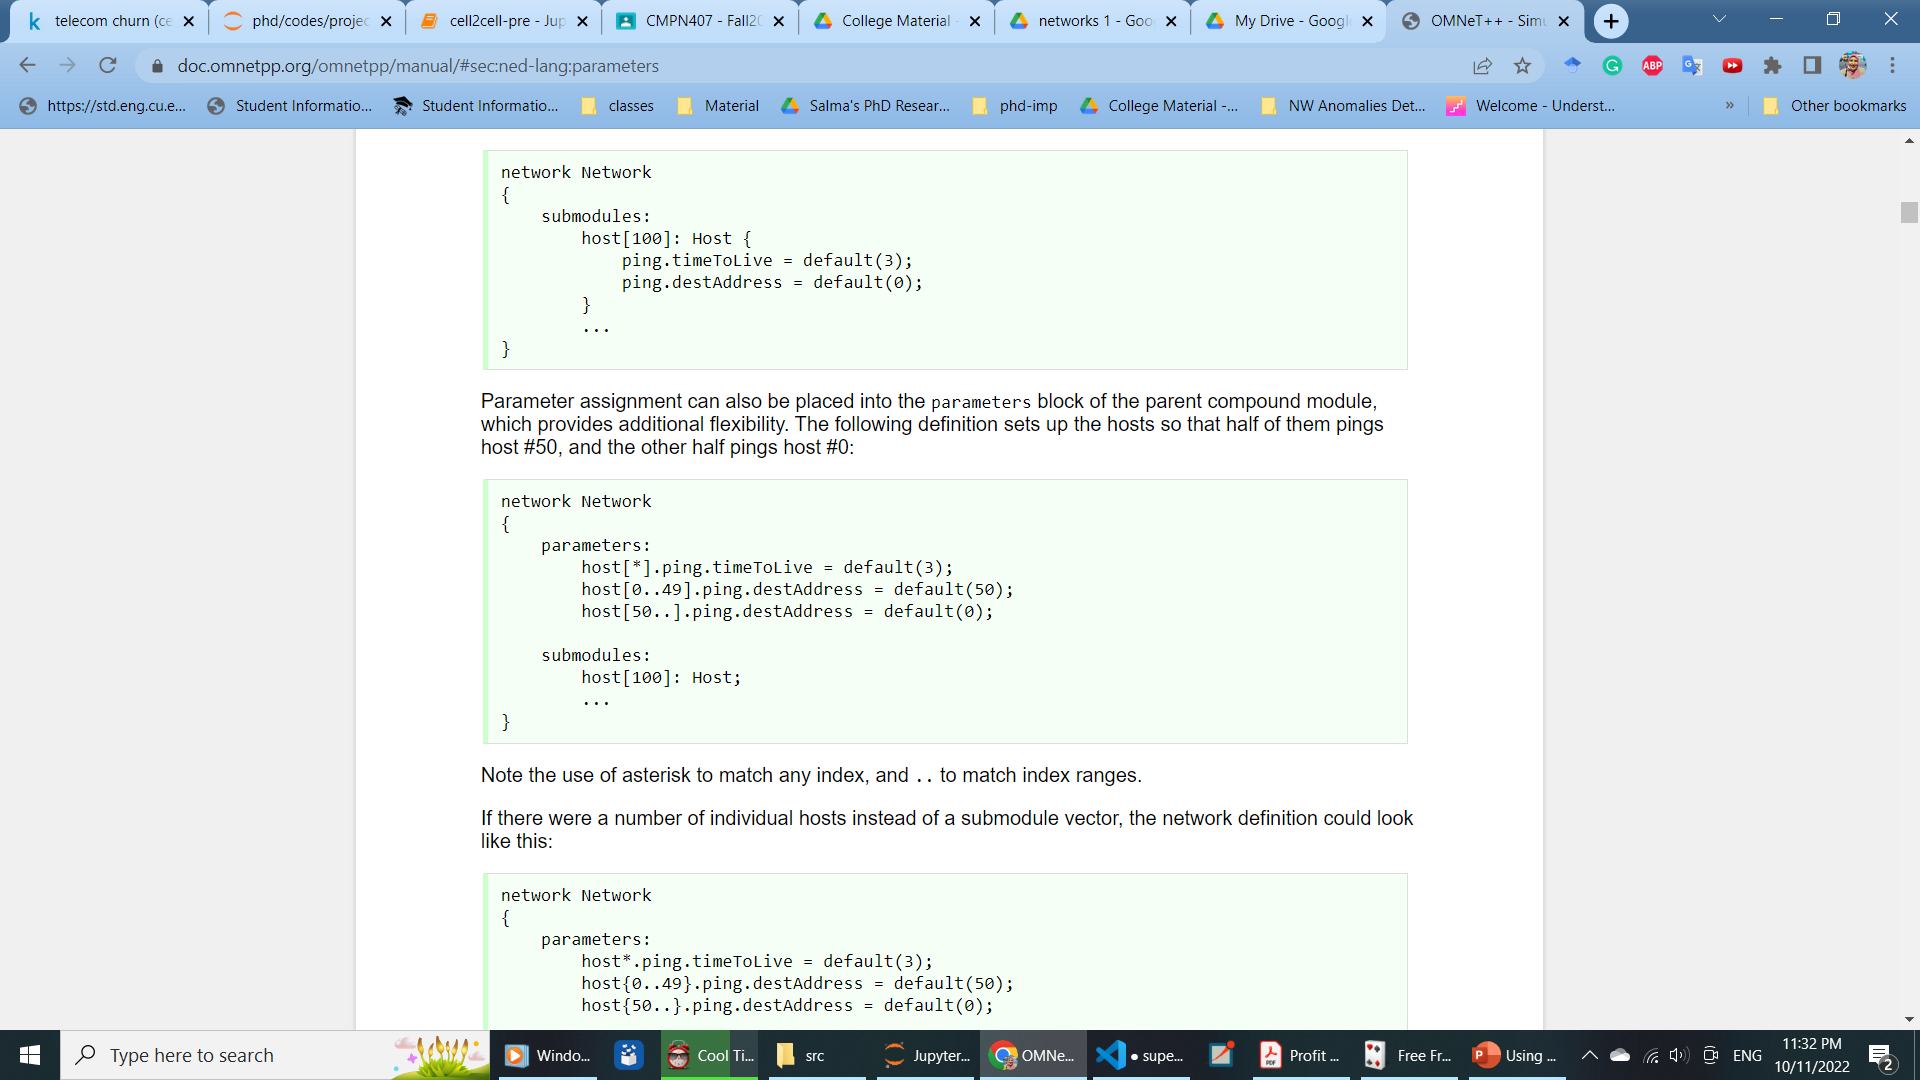 telecom churn (ce
phd/codes/projec
cell2cell-pre - Jup
CMPN407 - Fall20
College Material -
networks 1 - Goo
My Drive - Googl
OMNeT++ - Simu
doc.omnetpp.org/omnetpp/manual/#sec:ned-lang:parameters
https://std.eng.cu.e...
Student Informatio...
Student Informatio...
classes
Material
Salma's PhD Resear...
phd-imp
College Material -...
NW Anomalies Det...
Welcome - Underst...
»
Other bookmarks
network Network
{
    submodules:
        host[100]: Host {
            ping.timeToLive = default(3);
            ping.destAddress = default(0);
        }
        ...
}
Parameter assignment can also be placed into the parameters block of the parent compound module,
which provides additional flexibility. The following definition sets up the hosts so that half of them pings
host #50, and the other half pings host #0:
network Network
{
    parameters:
        host[*].ping.timeToLive = default(3);
        host[0..49].ping.destAddress = default(50);
        host[50..].ping.destAddress = default(0);
    submodules:
        host[100]: Host;
        ...
}
Note the use of asterisk to match any index, and .. to match index ranges.
If there were a number of individual hosts instead of a submodule vector, the network definition could look
like this:
network Network
{
    parameters:
        host*.ping.timeToLive = default(3);
        host{0..49}.ping.destAddress = default(50);
        host{50..}.ping.destAddress = default(0);
Type here to search
Windo...
Cool Ti...
src
Jupyter...
OMNe...
● supe...
Profit ...
Free Fr...
Using ...
ENG
11:32 PM
10/11/2022
2